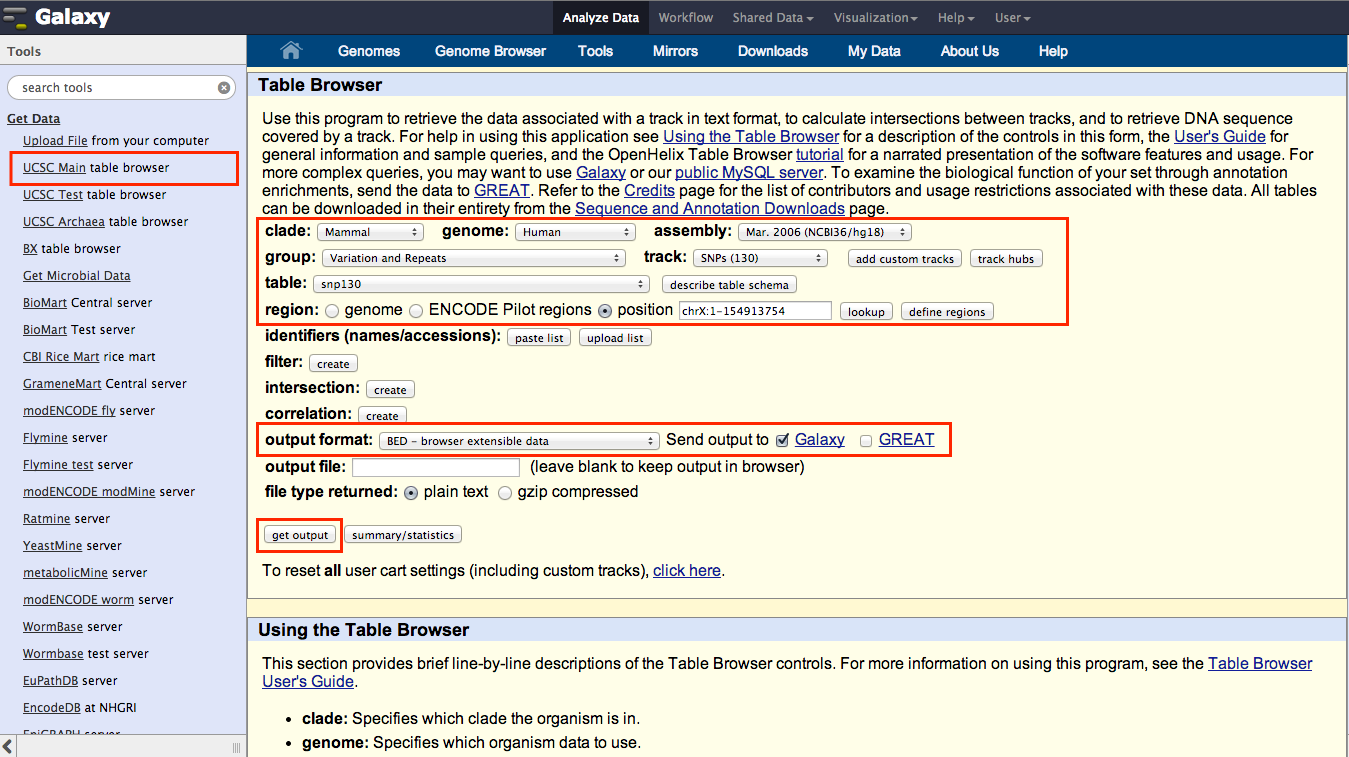 Galaxy
Analyze Data Workflow Shared Data Visualization Help User
Tools
Genomes Genome Browser Tools Mirrors Downloads My Data About Us Help
search tools
Get Data
Upload File from your computer
UCSC Main table browser
UCSC Test table browser
UCSC Archaea table browser
BX table browser
Get Microbial Data
BioMart Central server
BioMart Test server
CBI Rice Mart rice mart
GrameneMart Central server
modENCODE fly server
Flymine server
Flymine test server
modENCODE modMine server
Ratmine server
YeastMine server
metabolicMine server
modENCODE worm server
WormBase server
Wormbase test server
EuPathDB server
EncodeDB at NHGRI
EpiGRAPH server
Table Browser
Use this program to retrieve the data associated with a track in text format, to calculate intersections between tracks, and to retrieve DNA sequence
covered by a track. For help in using this application see Using the Table Browser for a description of the controls in this form, the User's Guide for
general information and sample queries, and the OpenHelix Table Browser tutorial for a narrated presentation of the software features and usage. For
more complex queries, you may want to use Galaxy or our public MySQL server. To examine the biological function of your set through annotation
enrichments, send the data to GREAT. Refer to the Credits page for the list of contributors and usage restrictions associated with these data. All tables
can be downloaded in their entirety from the Sequence and Annotation Downloads page.
clade: Mammal genome: Human assembly: Mar. 2006 (NCBI36/hg18)
group: Variation and Repeats track: SNPs (130) add custom tracks track hubs
table: snp130 describe table schema
region: genome ENCODE Pilot regions position chrX:1-154913754 lookup define regions
identifiers (names/accessions): paste list upload list
filter: create
intersection: create
correlation: create
output format: BED - browser extensible data Send output to Galaxy GREAT
output file: (leave blank to keep output in browser)
file type returned: plain text gzip compressed
get output summary/statistics
To reset all user cart settings (including custom tracks), click here.
Using the Table Browser
This section provides brief line-by-line descriptions of the Table Browser controls. For more information on using this program, see the Table Browser
User's Guide.
• clade: Specifies which clade the organism is in.
• genome: Specifies which organism data to use.